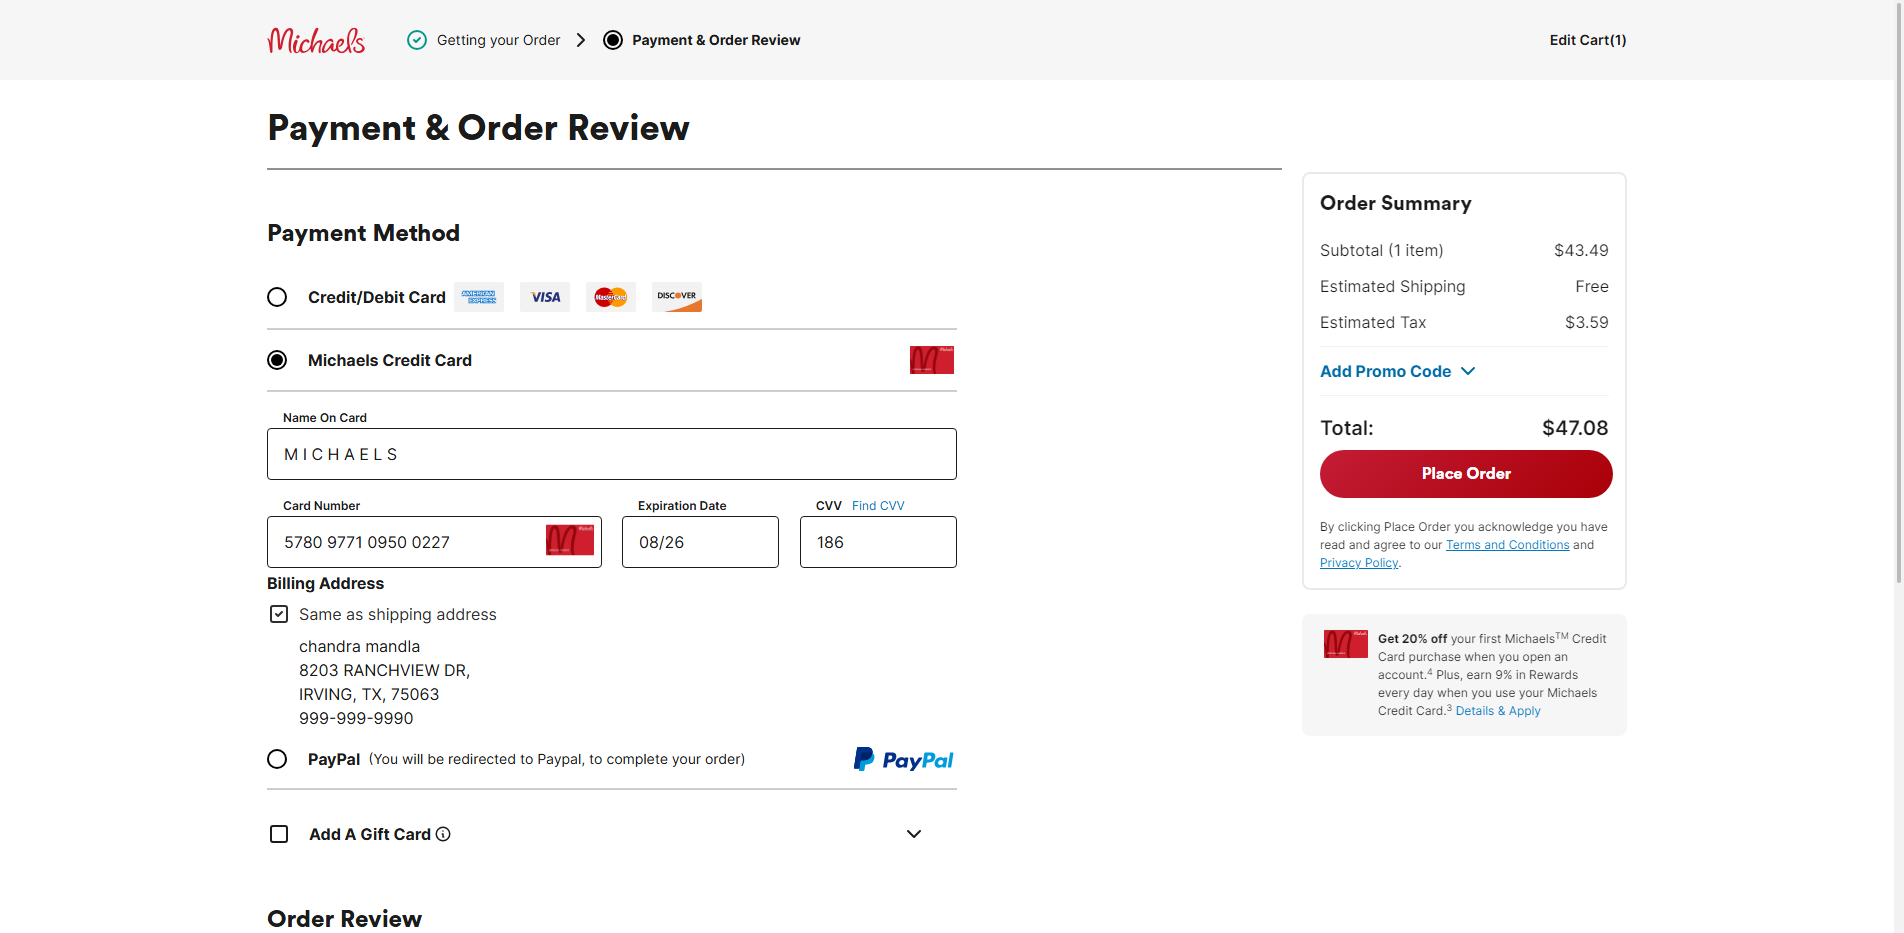 Michaels Getting your Order Payment & Order Review Edit Cart(1)
Payment & Order Review
Payment Method
Credit/Debit Card AMERICAN EXPRESS VISA MasterCard DISCOVER
Michaels Credit Card
Name On Card
MICHAELS
Card Number Expiration Date CVV Find CVV
5780 9771 0950 0227 08/26 186
Billing Address
Same as shipping address
chandra mandla
8203 RANCHVIEW DR,
IRVING, TX, 75063
999-999-9990
PayPal (You will be redirected to Paypal, to complete your order) PayPal
Add A Gift Card
Order Review
Order Summary
Subtotal (1 item) $43.49
Estimated Shipping Free
Estimated Tax $3.59
Add Promo Code
Total: $47.08
Place Order
By clicking Place Order you acknowledge you have
read and agree to our Terms and Conditions and
Privacy Policy.
Get 20% off your first Michaels™ Credit
Card purchase when you open an
account.⁴ Plus, earn 9% in Rewards
every day when you use your Michaels
Credit Card.³ Details & Apply